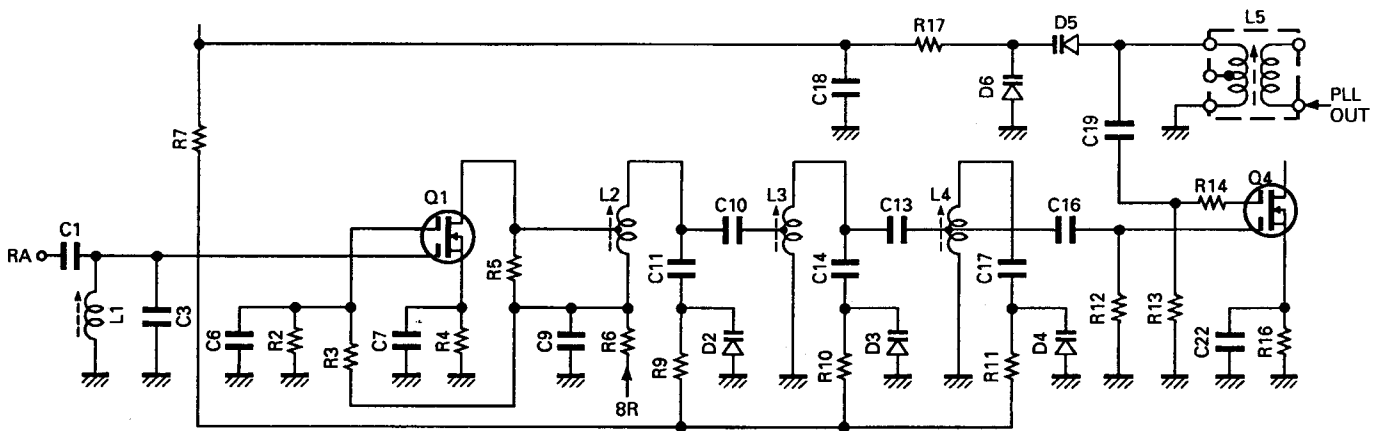 L5
D5
R17
C18
D6
PLL
OUT
C19
R7
Q1
L2
L3
L4
R14
Q4
C1
RA
C10
C13
C16
R5
C11
C14
C17
L1
C3
C6
R2
R3
C7
R4
C9
R6
R9
D2
R10
D3
R11
D4
R12
R13
C22
R16
8R